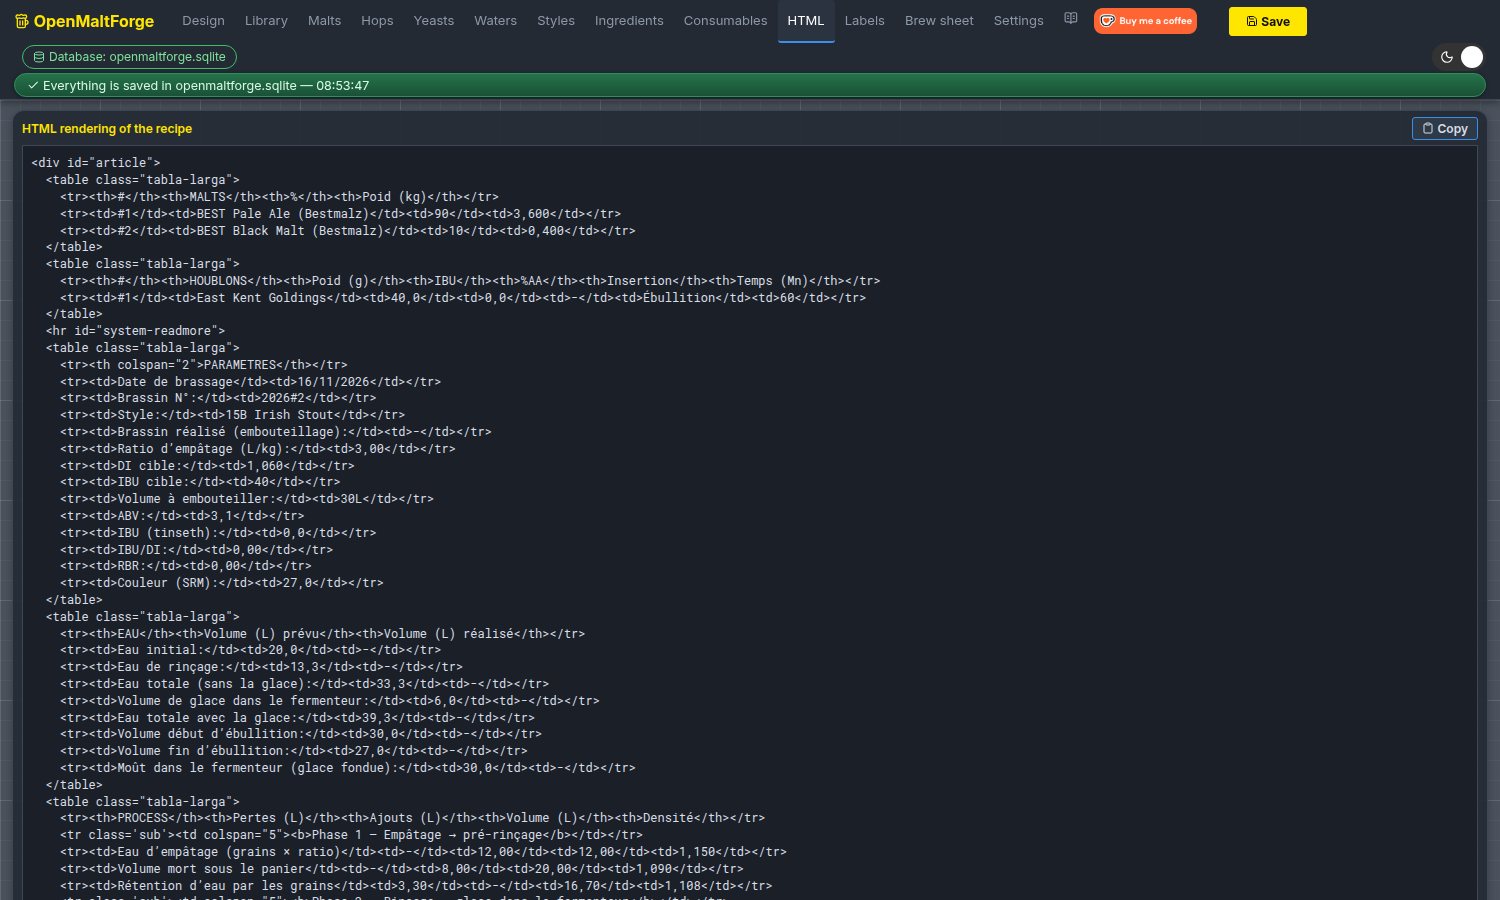 OpenMaltForge
Design Library Malts Hops Yeasts Waters Styles Ingredients Consumables HTML Labels Brew sheet Settings Buy me a coffee Save
Database: openmaltforge.sqlite
Everything is saved in openmaltforge.sqlite — 08:53:47
HTML rendering of the recipe
Copy
<div id="article">
  <table class="tabla-larga">
    <tr><th>#</th><th>MALTS</th><th>%</th><th>Poid (kg)</th></tr>
    <tr><td>#1</td><td>BEST Pale Ale (Bestmalz)</td><td>90</td><td>3,600</td></tr>
    <tr><td>#2</td><td>BEST Black Malt (Bestmalz)</td><td>10</td><td>0,400</td></tr>
  </table>
  <table class="tabla-larga">
    <tr><th>#</th><th>HOUBLONS</th><th>Poid (g)</th><th>IBU</th><th>%AA</th><th>Insertion</th><th>Temps (Mn)</th></tr>
    <tr><td>#1</td><td>East Kent Goldings</td><td>40,0</td><td>0,0</td><td>-</td><td>Ébullition</td><td>60</td></tr>
  </table>
  <hr id="system-readmore">
  <table class="tabla-larga">
    <tr><th colspan="2">PARAMETRES</th></tr>
    <tr><td>Date de brassage</td><td>16/11/2026</td></tr>
    <tr><td>Brassin N°:</td><td>2026#2</td></tr>
    <tr><td>Style:</td><td>15B Irish Stout</td></tr>
    <tr><td>Brassin réalisé (embouteillage):</td><td>-</td></tr>
    <tr><td>Ratio d'empâtage (L/kg):</td><td>3,00</td></tr>
    <tr><td>DI cible:</td><td>1,060</td></tr>
    <tr><td>IBU cible:</td><td>40</td></tr>
    <tr><td>Volume à embouteiller:</td><td>30L</td></tr>
    <tr><td>ABV:</td><td>3,1</td></tr>
    <tr><td>IBU (tinseth):</td><td>0,0</td></tr>
    <tr><td>IBU/DI:</td><td>0,00</td></tr>
    <tr><td>RBR:</td><td>0,00</td></tr>
    <tr><td>Couleur (SRM):</td><td>27,0</td></tr>
  </table>
  <table class="tabla-larga">
    <tr><th>EAU</th><th>Volume (L) prévu</th><th>Volume (L) réalisé</th></tr>
    <tr><td>Eau initial:</td><td>20,0</td><td>-</td></tr>
    <tr><td>Eau de rinçage:</td><td>13,3</td><td>-</td></tr>
    <tr><td>Eau totale (sans la glace):</td><td>33,3</td><td>-</td></tr>
    <tr><td>Volume de glace dans le fermenteur:</td><td>6,0</td><td>-</td></tr>
    <tr><td>Eau totale avec la glace:</td><td>39,3</td><td>-</td></tr>
    <tr><td>Volume début d'ébullition:</td><td>30,0</td><td>-</td></tr>
    <tr><td>Volume fin d'ébullition:</td><td>27,0</td><td>-</td></tr>
    <tr><td>Moût dans le fermenteur (glace fondue):</td><td>30,0</td><td>-</td></tr>
  </table>
  <table class="tabla-larga">
    <tr><th>PROCESS</th><th>Pertes (L)</th><th>Ajouts (L)</th><th>Volume (L)</th><th>Densité</th></tr>
    <tr class='sub'><td colspan="5"><b>Phase 1 — Empâtage → pré-rinçage</b></td></tr>
    <tr><td>Eau d'empâtage (grains × ratio)</td><td>-</td><td>12,00</td><td>12,00</td><td>1,150</td></tr>
    <tr><td>Volume mort sous le panier</td><td>-</td><td>8,00</td><td>20,00</td><td>1,090</td></tr>
    <tr><td>Rétention d'eau par les grains</td><td>3,30</td><td>-</td><td>16,70</td><td>1,108</td></tr>